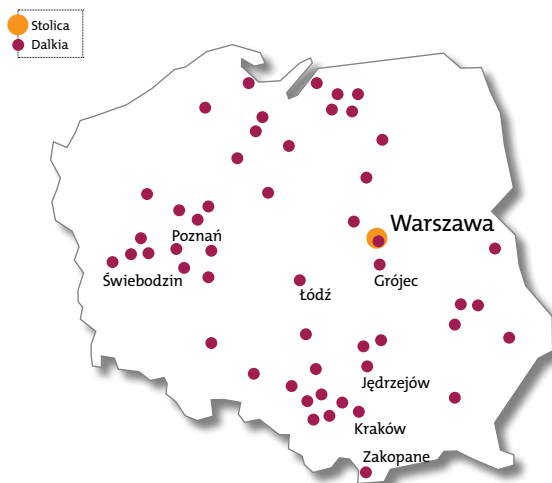 Stolica
Dalkia
Warszawa
Poznań
Świebodzin
Grójec
Łódź
Jędrzejów
Kraków
Zakopane